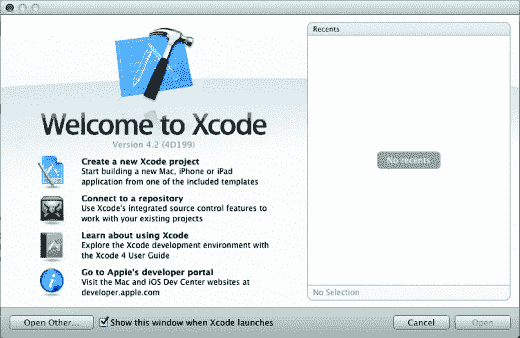 Recents
Welcome to Xcode
Version 4.2 (4D199)
Create a new Xcode project
Start building a new Mac, iPhone or iPad
application from one of the included templates
Connect to a repository
Use Xcode's integrated source control features to
work with your existing projects
Learn about using Xcode
Explore the Xcode development environment with
the Xcode 4 User Guide
Go to Apple's developer portal
Visit the Mac and iOS Dev Center websites at
developer.apple.com
No recents
No Selection
Open Other...
Show this window when Xcode launches
Cancel
Open